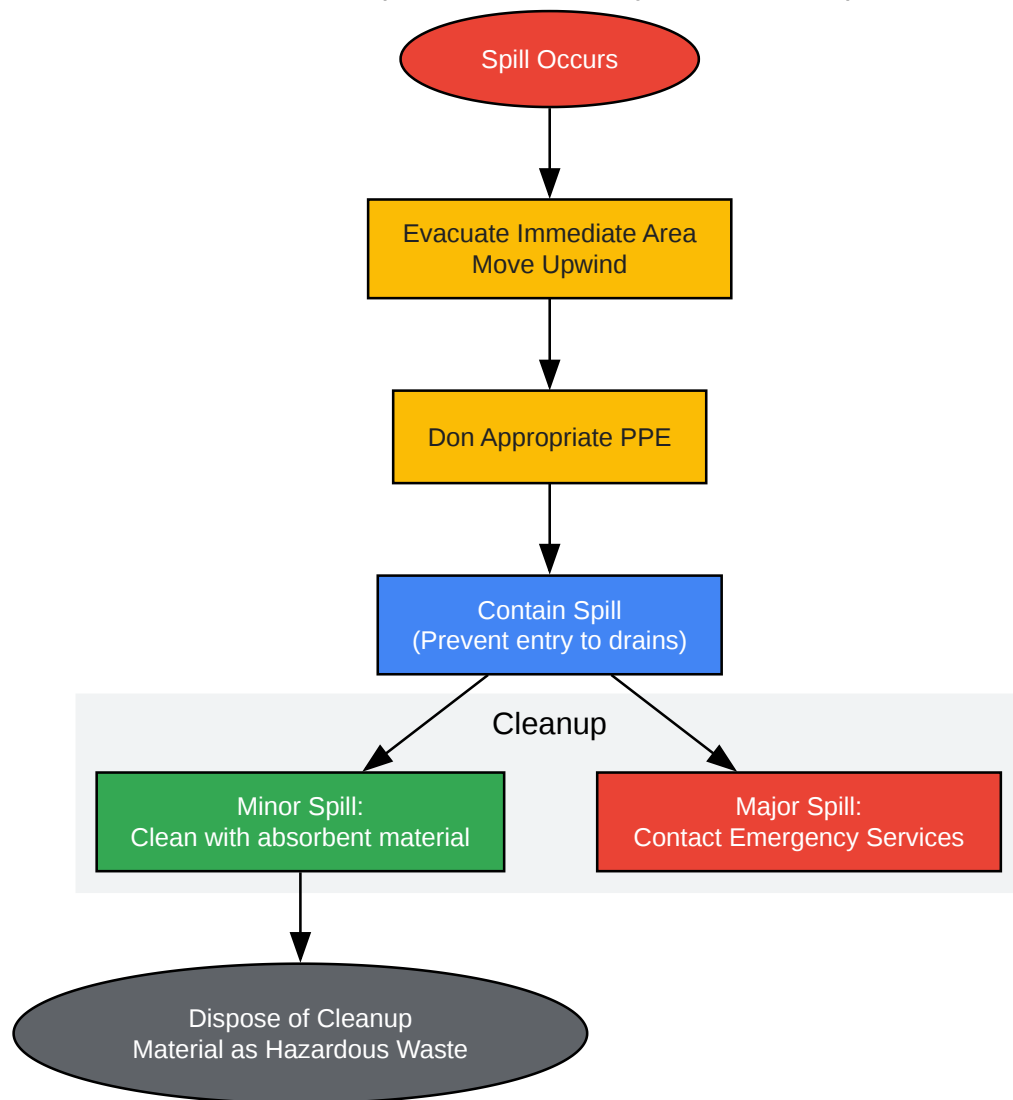 Spill Occurs
Evacuate Immediate Area
Move Upwind
Don Appropriate PPE
Contain Spill
(Prevent entry to drains)
Cleanup
Minor Spill:
Clean with absorbent material
Major Spill:
Contact Emergency Services
Dispose of Cleanup
Material as Hazardous Waste